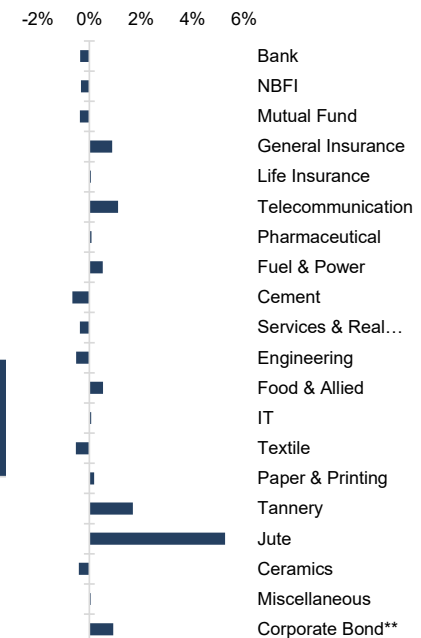 -2% 0% 2% 4% 6%
Bank
NBFI
Mutual Fund
General Insurance
Life Insurance
Telecommunication
Pharmaceutical
Fuel & Power
Cement
Services & Real…
Engineering
Food & Allied
IT
Textile
Paper & Printing
Tannery
Jute
Ceramics
Miscellaneous
Corporate Bond**